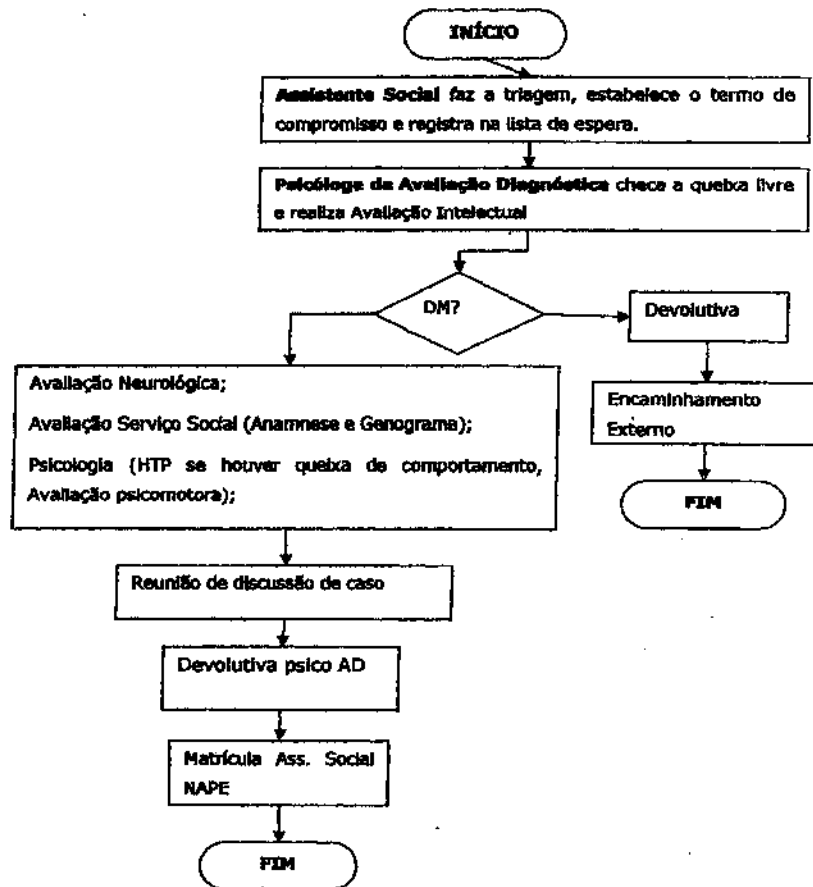 INÍCIO
Assistente Social faz a triagem, estabelece o termo de
compromisso e registra na lista de espera.
Psicóloga da Avaliação Diagnóstica checa a queixa livre
e realiza Avaliação Intelectual
DM?
Devolutiva
Encaminhamento
Externo
FIM
Avaliação Neurológica;
Avaliação Serviço Social (Anamnese e Genograma);
Psicologia (HTP se houver queixa de comportamento,
Avaliação psicomotora);
Reunião de discussão de caso
Devolutiva psico AD
Matrícula Ass. Social
NAPE
FIM